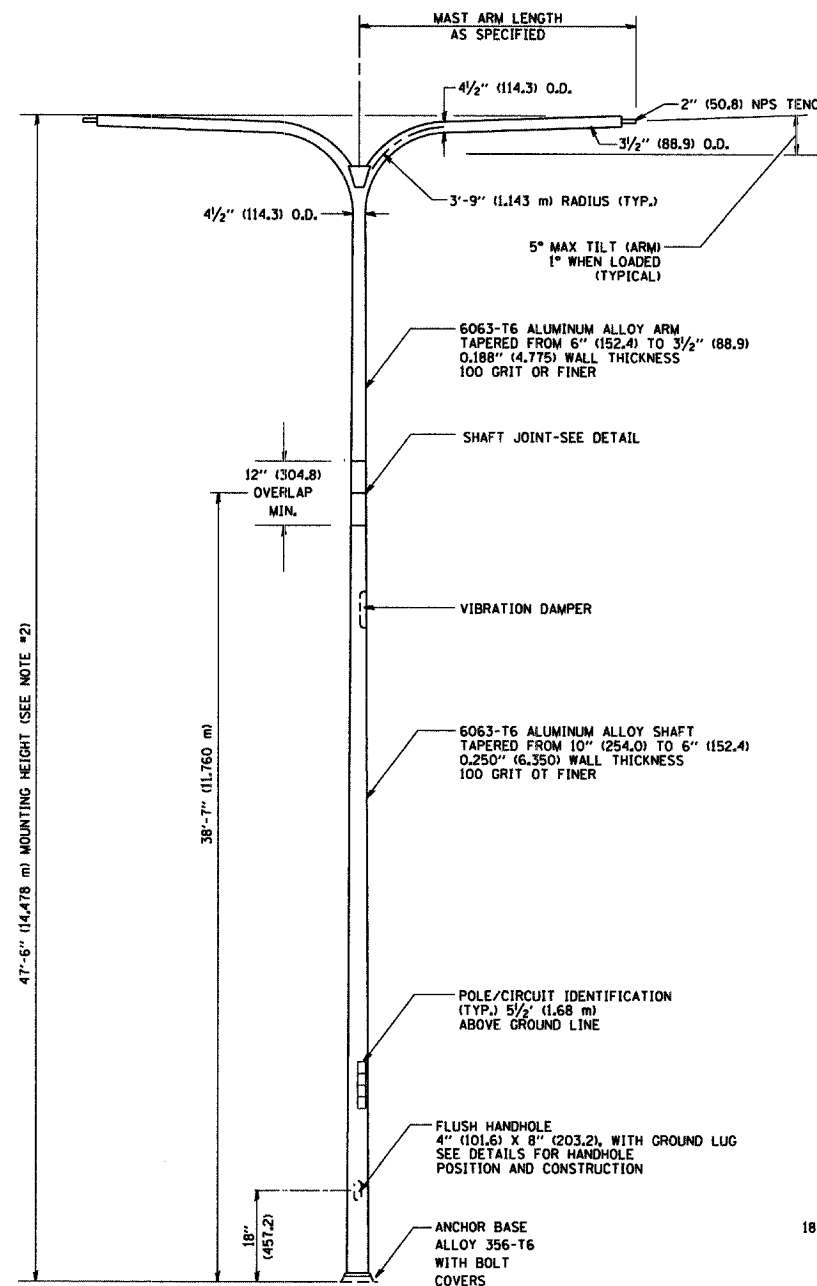 MAST ARM LENGTH
AS SPECIFIED
4½" (114.3) O.D.
2" (50.8) NPS TENO
3½" (88.9) O.D.
3'-9" (1.143 m) RADIUS (TYP.)
4½" (114.3) O.D.
5° MAX TILT (ARM)
1° WHEN LOADED
(TYPICAL)
6063-T6 ALUMINUM ALLOY ARM
TAPERED FROM 6" (152.4) TO 3½" (88.9)
0.188" (4.775) WALL THICKNESS
100 GRIT OR FINER
SHAFT JOINT-SEE DETAIL
12" (304.8)
OVERLAP
MIN.
VIBRATION DAMPER
47'-6" (14.478 m) MOUNTING HEIGHT (SEE NOTE #2)
38'-7" (11.760 m)
6063-T6 ALUMINUM ALLOY SHAFT
TAPERED FROM 10" (254.0) TO 6" (152.4)
0.250" (6.350) WALL THICKNESS
100 GRIT OT FINER
POLE/CIRCUIT IDENTIFICATION
(TYP.) 5½' (1.68 m)
ABOVE GROUND LINE
FLUSH HANDHOLE
4" (101.6) X 8" (203.2), WITH GROUND LUG
SEE DETAILS FOR HANDHOLE
POSITION AND CONSTRUCTION
18"
(457.2)
ANCHOR BASE
ALLOY 356-T6
WITH BOLT
COVERS
18